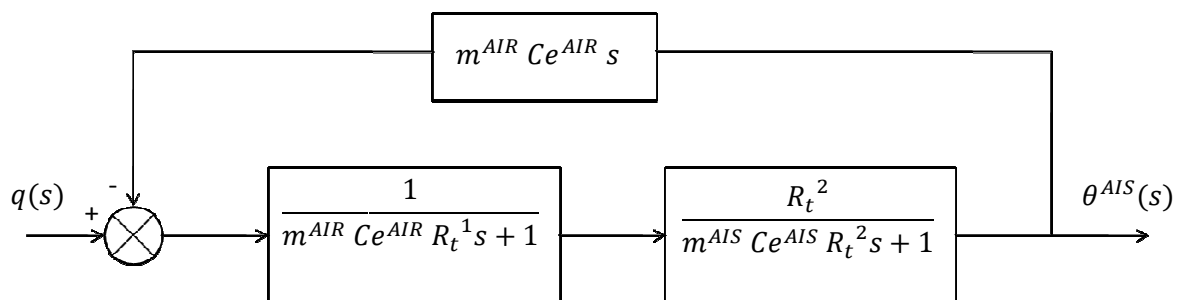 m^{AIR} Ce^{AIR} s
-
q(s)
+
1
m^{AIR} Ce^{AIR} R_t^1 s + 1
R_t^2
m^{AIS} Ce^{AIS} R_t^2 s + 1
θ^{AIS}(s)